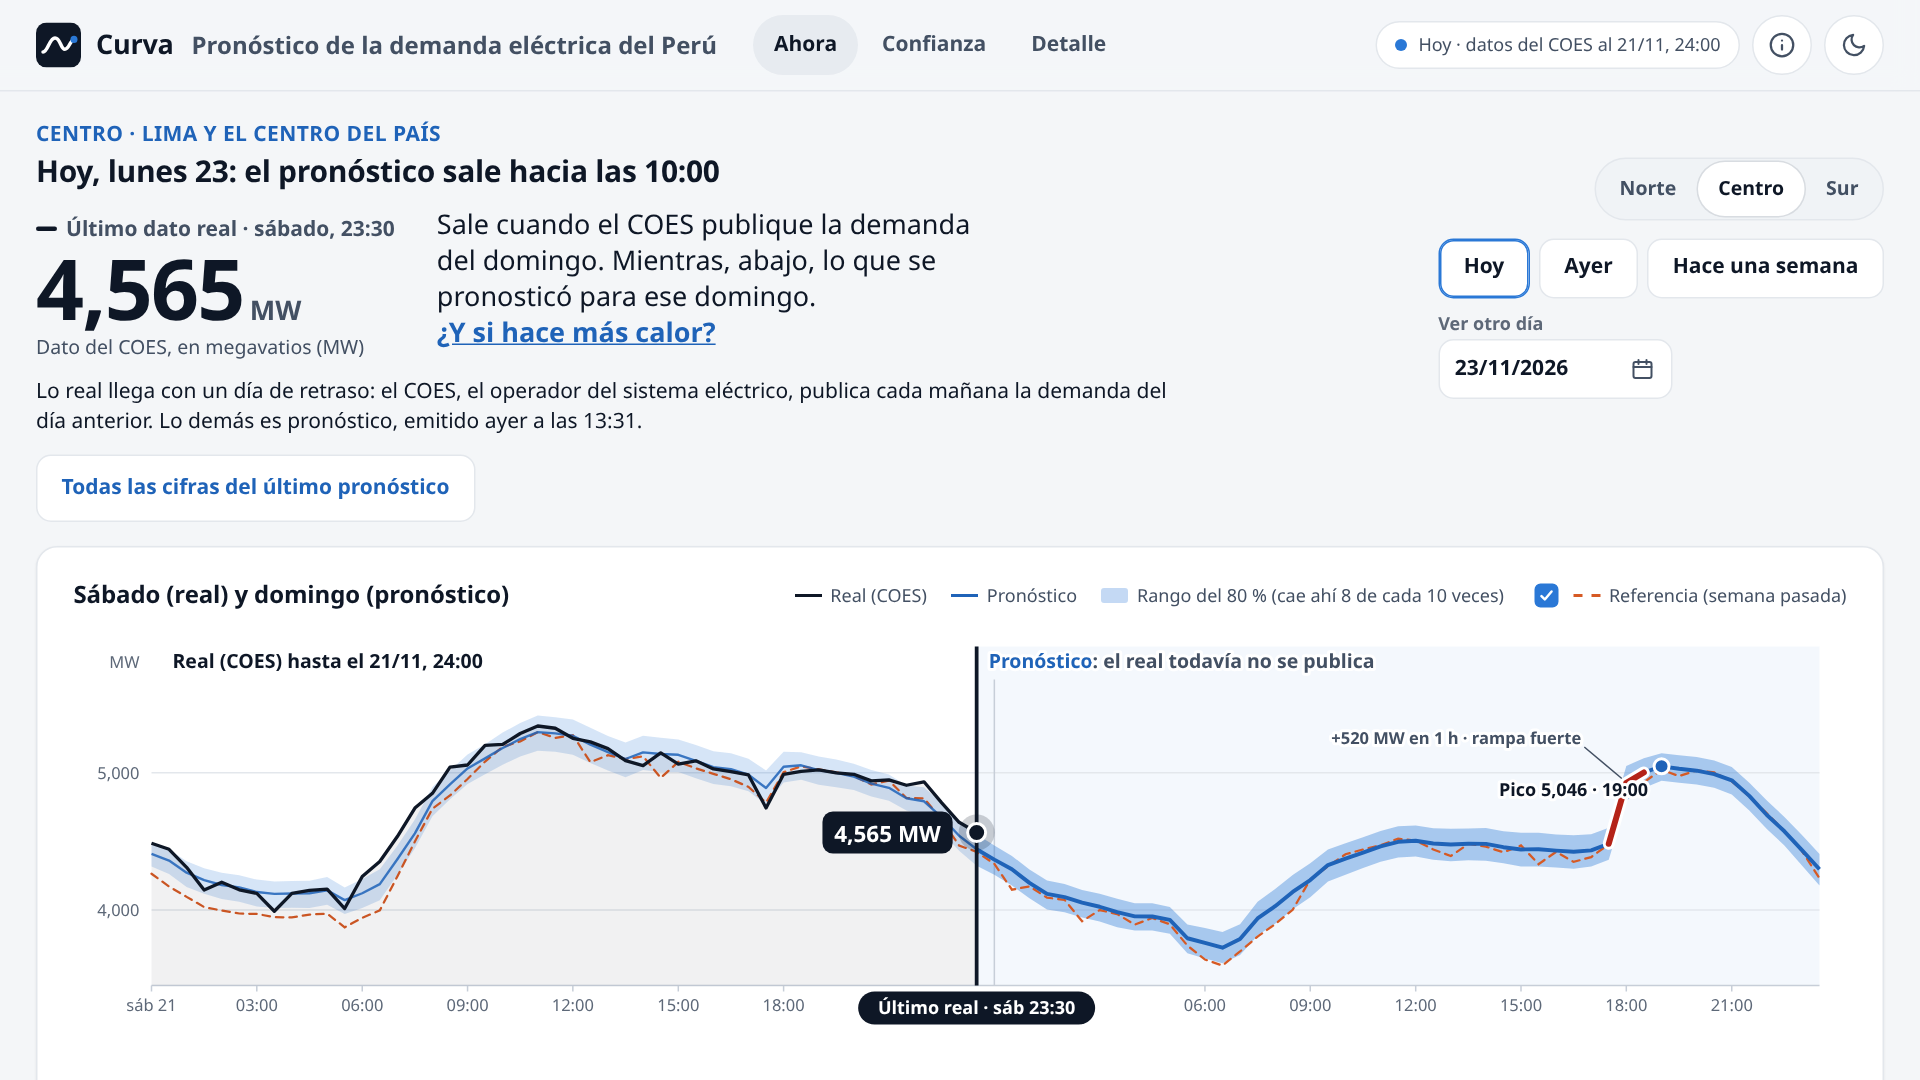 Curva
Pronóstico de la demanda eléctrica del Perú
Ahora
Confianza
Detalle
Hoy · datos del COES al 21/11, 24:00
CENTRO · LIMA Y EL CENTRO DEL PAÍS
Hoy, lunes 23: el pronóstico sale hacia las 10:00
Último dato real · sábado, 23:30
4,565 MW
Dato del COES, en megavatios (MW)
Sale cuando el COES publique la demanda
del domingo. Mientras, abajo, lo que se
pronosticó para ese domingo.
¿Y si hace más calor?
Lo real llega con un día de retraso: el COES, el operador del sistema eléctrico, publica cada mañana la demanda del
día anterior. Lo demás es pronóstico, emitido ayer a las 13:31.
Todas las cifras del último pronóstico
Norte
Centro
Sur
Hoy
Ayer
Hace una semana
Ver otro día
23/11/2026
Sábado (real) y domingo (pronóstico)
Real (COES)
Pronóstico
Rango del 80 % (cae ahí 8 de cada 10 veces)
Referencia (semana pasada)
MW
Real (COES) hasta el 21/11, 24:00
Pronóstico: el real todavía no se publica
+520 MW en 1 h · rampa fuerte
Pico 5,046 · 19:00
5,000
4,565 MW
4,000
sáb 21
03:00
06:00
09:00
12:00
15:00
18:00
Último real · sáb 23:30
06:00
09:00
12:00
15:00
18:00
21:00